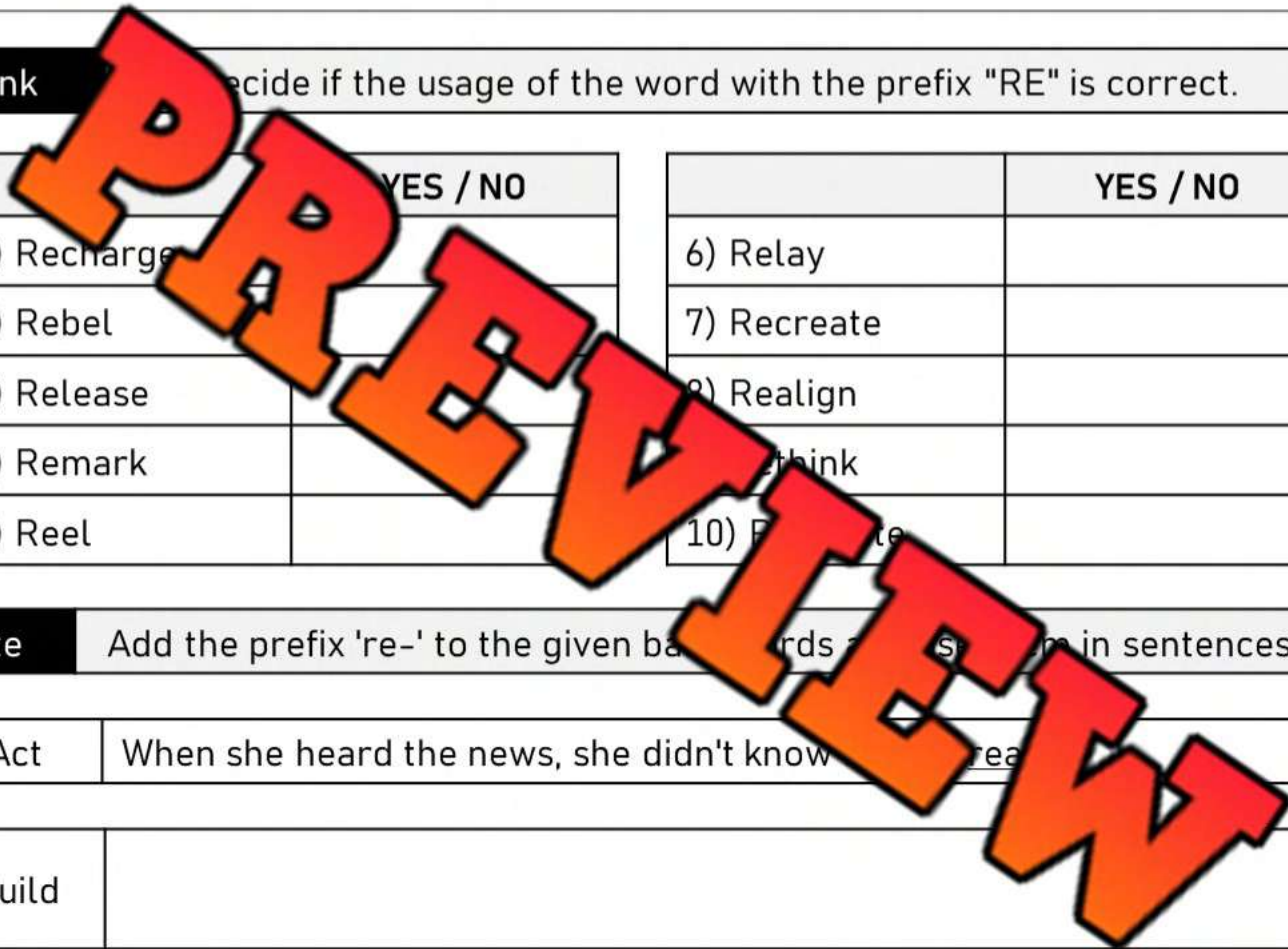 nk ecide if the usage of the word with the prefix "RE" is correct.
YES / NO
) Recharge
) Rebel
) Release
) Remark
) Reel
YES / NO
6) Relay
7) Recreate
8) Realign
ethink
10)
PREVIEW
e Add the prefix 're-' to the given ba rds in sentences
Act When she heard the news, she didn't know rea
uild